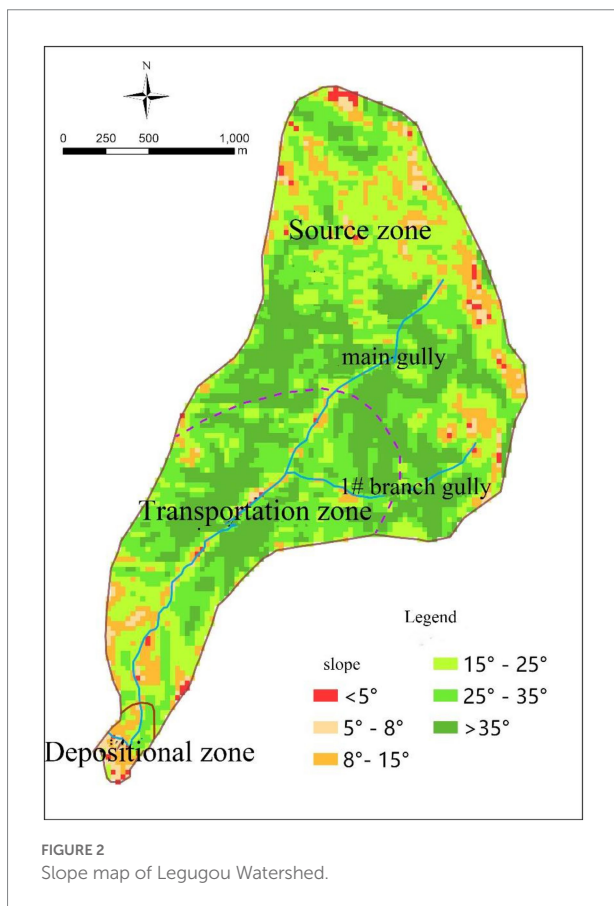 N
0 250 500 1,000
m
Source zone
main gully
1# branch gully
Transportation zone
Depositional zone
Legend
slope
<5°
5° - 8°
8°- 15°
15° - 25°
25° - 35°
>35°
FIGURE 2
Slope map of Legugou Watershed.